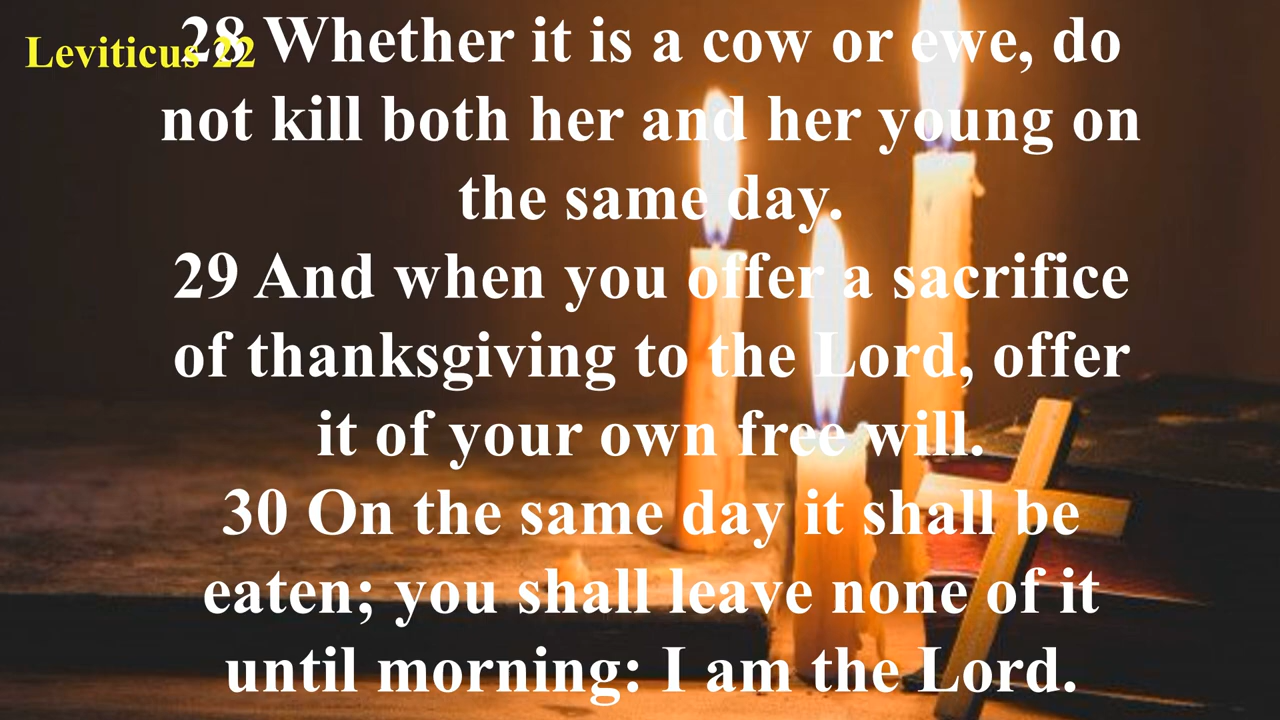 Leviticus 22
28 Whether it is a cow or ewe, do
not kill both her and her young on
the same day.
29 And when you offer a sacrifice
of thanksgiving to the Lord, offer
it of your own free will.
30 On the same day it shall be
eaten; you shall leave none of it
until morning: I am the Lord.